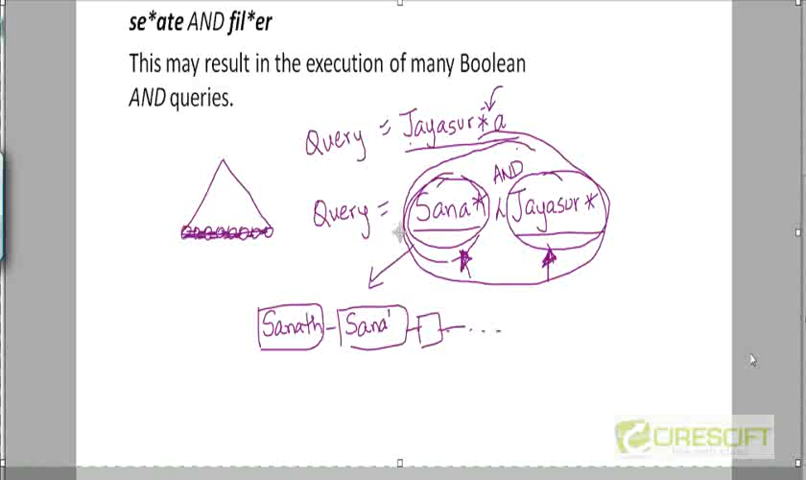 se*ate AND fil*er
This may result in the execution of many Boolean
AND queries.
Query = Jayasur*a
AND
Query = Sana* ∧ Jayasur*
Sanath - Sana' - ...
CIRESCIFT